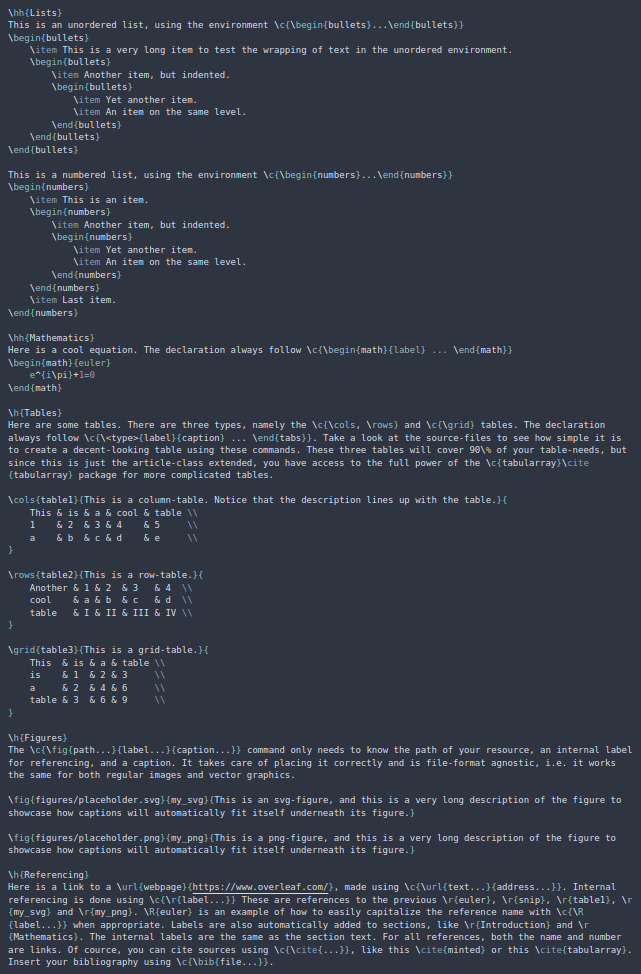 \hh{Lists}
This is an unordered list, using the environment \c{\begin{bullets}...\end{bullets}}
\begin{bullets}
    \item This is a very long item to test the wrapping of text in the unordered environment.
    \begin{bullets}
        \item Another item, but indented.
        \begin{bullets}
            \item Yet another item.
            \item An item on the same level.
        \end{bullets}
    \end{bullets}
\end{bullets}

This is a numbered list, using the environment \c{\begin{numbers}...\end{numbers}}
\begin{numbers}
    \item This is an item.
    \begin{numbers}
        \item Another item, but indented.
        \begin{numbers}
            \item Yet another item.
            \item An item on the same level.
        \end{numbers}
    \end{numbers}
    \item Last item.
\end{numbers}

\hh{Mathematics}
Here is a cool equation. The declaration always follow \c{\begin{math}{label} ... \end{math}}
\begin{math}{euler}
    e^{i\pi}+1=0
\end{math}

\h{Tables}
Here are some tables. There are three types, namely the \c{\cols, \rows} and \c{\grid} tables. The declaration
always follow \c{\<type>{label}{caption} ... \end{tabs}}. Take a look at the source-files to see how simple it is
to create a decent-looking table using these commands. These three tables will cover 90\% of your table-needs, but
since this is just the article-class extended, you have access to the full power of the \c{tabularray}\cite
{tabularray} package for more complicated tables.

\cols{table1}{This is a column-table. Notice that the description lines up with the table.}{
    This & is & a & cool & table \\
    1    & 2  & 3 & 4    & 5     \\
    a    & b  & c & d    & e     \\
}

\rows{table2}{This is a row-table.}{
    Another & 1 & 2  & 3   & 4  \\
    cool    & a & b  & c   & d  \\
    table   & I & II & III & IV \\
}

\grid{table3}{This is a grid-table.}{
    This  & is & a & table \\
    is    & 1  & 2 & 3     \\
    a     & 2  & 4 & 6     \\
    table & 3  & 6 & 9     \\
}

\h{Figures}
The \c{\fig{path...}{label...}{caption...}} command only needs to know the path of your resource, an internal label
for referencing, and a caption. It takes care of placing it correctly and is file-format agnostic, i.e. it works
the same for both regular images and vector graphics.

\fig{figures/placeholder.svg}{my_svg}{This is an svg-figure, and this is a very long description of the figure to
showcase how captions will automatically fit itself underneath its figure.}

\fig{figures/placeholder.png}{my_png}{This is a png-figure, and this is a very long description of the figure to
showcase how captions will automatically fit itself underneath its figure.}

\h{Referencing}
Here is a link to a \url{webpage}{https://www.overleaf.com/}, made using \c{\url{text...}{address...}}. Internal
referencing is done using \c{\r{label...}} These are references to the previous \r{euler}, \r{snip}, \r{table1}, \r
{my_svg} and \r{my_png}. \R{euler} is an example of how to easily capitalize the reference name with \c{\R
{label...}} when appropriate. Labels are also automatically added to sections, like \r{Introduction} and \r
{Mathematics}. The internal labels are the same as the section text. For all references, both the name and number
are links. Of cource, you can cite sources using \c{\cite{...}}, like this \cite{minted} or this \cite{tabularray}.
Insert your bibliography using \c{\bib{file...}}.